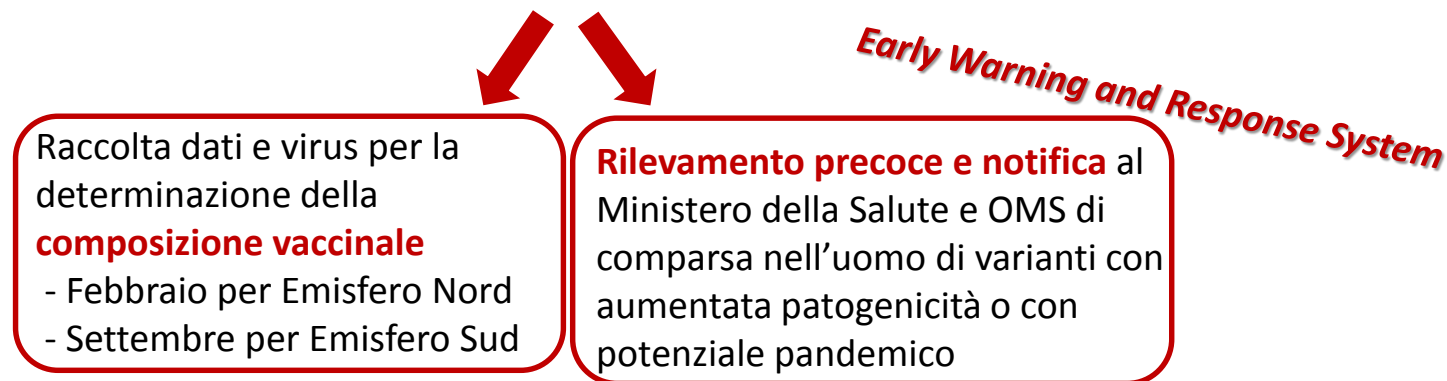 Early Warning and Response System
Raccolta dati e virus per la
determinazione della
composizione vaccinale
- Febbraio per Emisfero Nord
- Settembre per Emisfero Sud
Rilevamento precoce e notifica al
Ministero della Salute e OMS di
comparsa nell'uomo di varianti con
aumentata patogenicità o con
potenziale pandemico